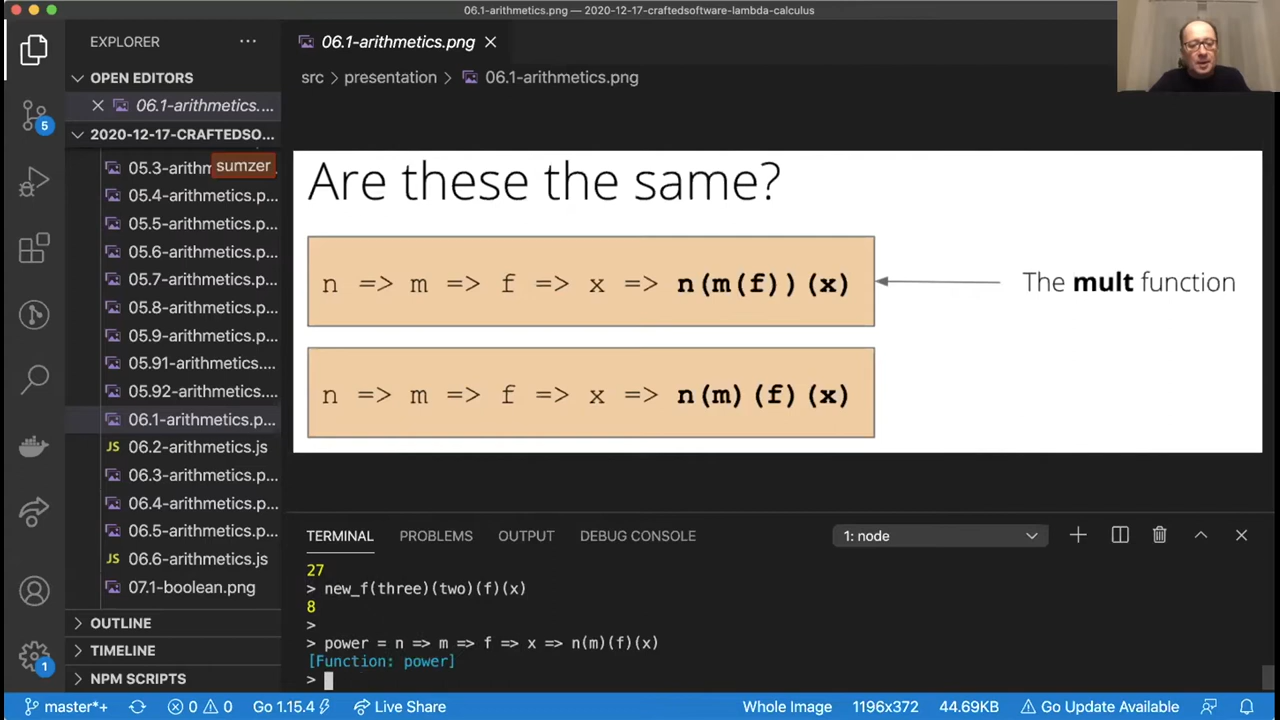 06.1-arithmetics.png — 2020-12-17-craftedsoftware-lambda-calculus
EXPLORER ···
06.1-arithmetics.png
OPEN EDITORS
src > presentation > 06.1-arithmetics.png
06.1-arithmetics....
2020-12-17-CRAFTEDSO...
05.3-arithm
sumzer
05.4-arithmetics.p...
05.5-arithmetics.p...
05.6-arithmetics.p...
05.7-arithmetics.p...
05.8-arithmetics.p...
05.9-arithmetics.p...
05.91-arithmetics....
05.92-arithmetics....
06.1-arithmetics.p...
JS 06.2-arithmetics.js
06.3-arithmetics.p...
06.4-arithmetics.p...
06.5-arithmetics.p...
JS 06.6-arithmetics.js
07.1-boolean.png
OUTLINE
TIMELINE
NPM SCRIPTS
5
1
Are these the same?
n => m => f => x => n(m(f))(x)
The mult function
n => m => f => x => n(m)(f)(x)
TERMINAL PROBLEMS OUTPUT DEBUG CONSOLE 1: node
27
> new_f(three)(two)(f)(x)
8
>
> power = n => m => f => x => n(m)(f)(x)
[Function: power]
>
master*+ 0 0 Go 1.15.4 Live Share Whole Image 1196x372 44.69KB Go Update Available